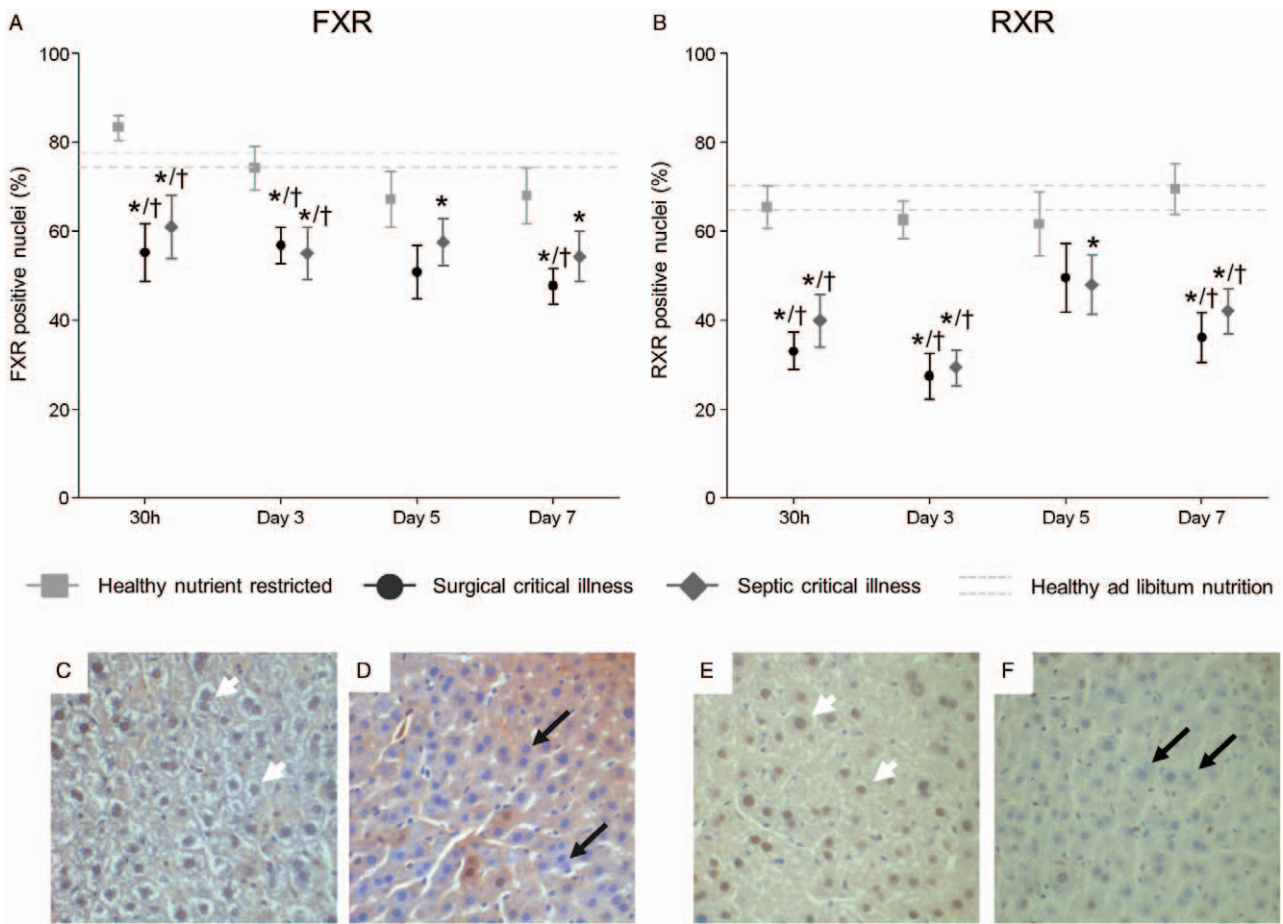 A
FXR
FXR positive nuclei (%)
100
80
60
40
20
0
*/†
*/†
*/†
*/†
*
*/†
*
30h
Day 3
Day 5
Day 7
B
RXR
RXR positive nuclei (%)
100
80
60
40
20
0
*/†
*/†
*/†
*/†
*
*/†
*/†
30h
Day 3
Day 5
Day 7
Healthy nutrient restricted
Surgical critical illness
Septic critical illness
Healthy ad libitum nutrition
C
D
E
F